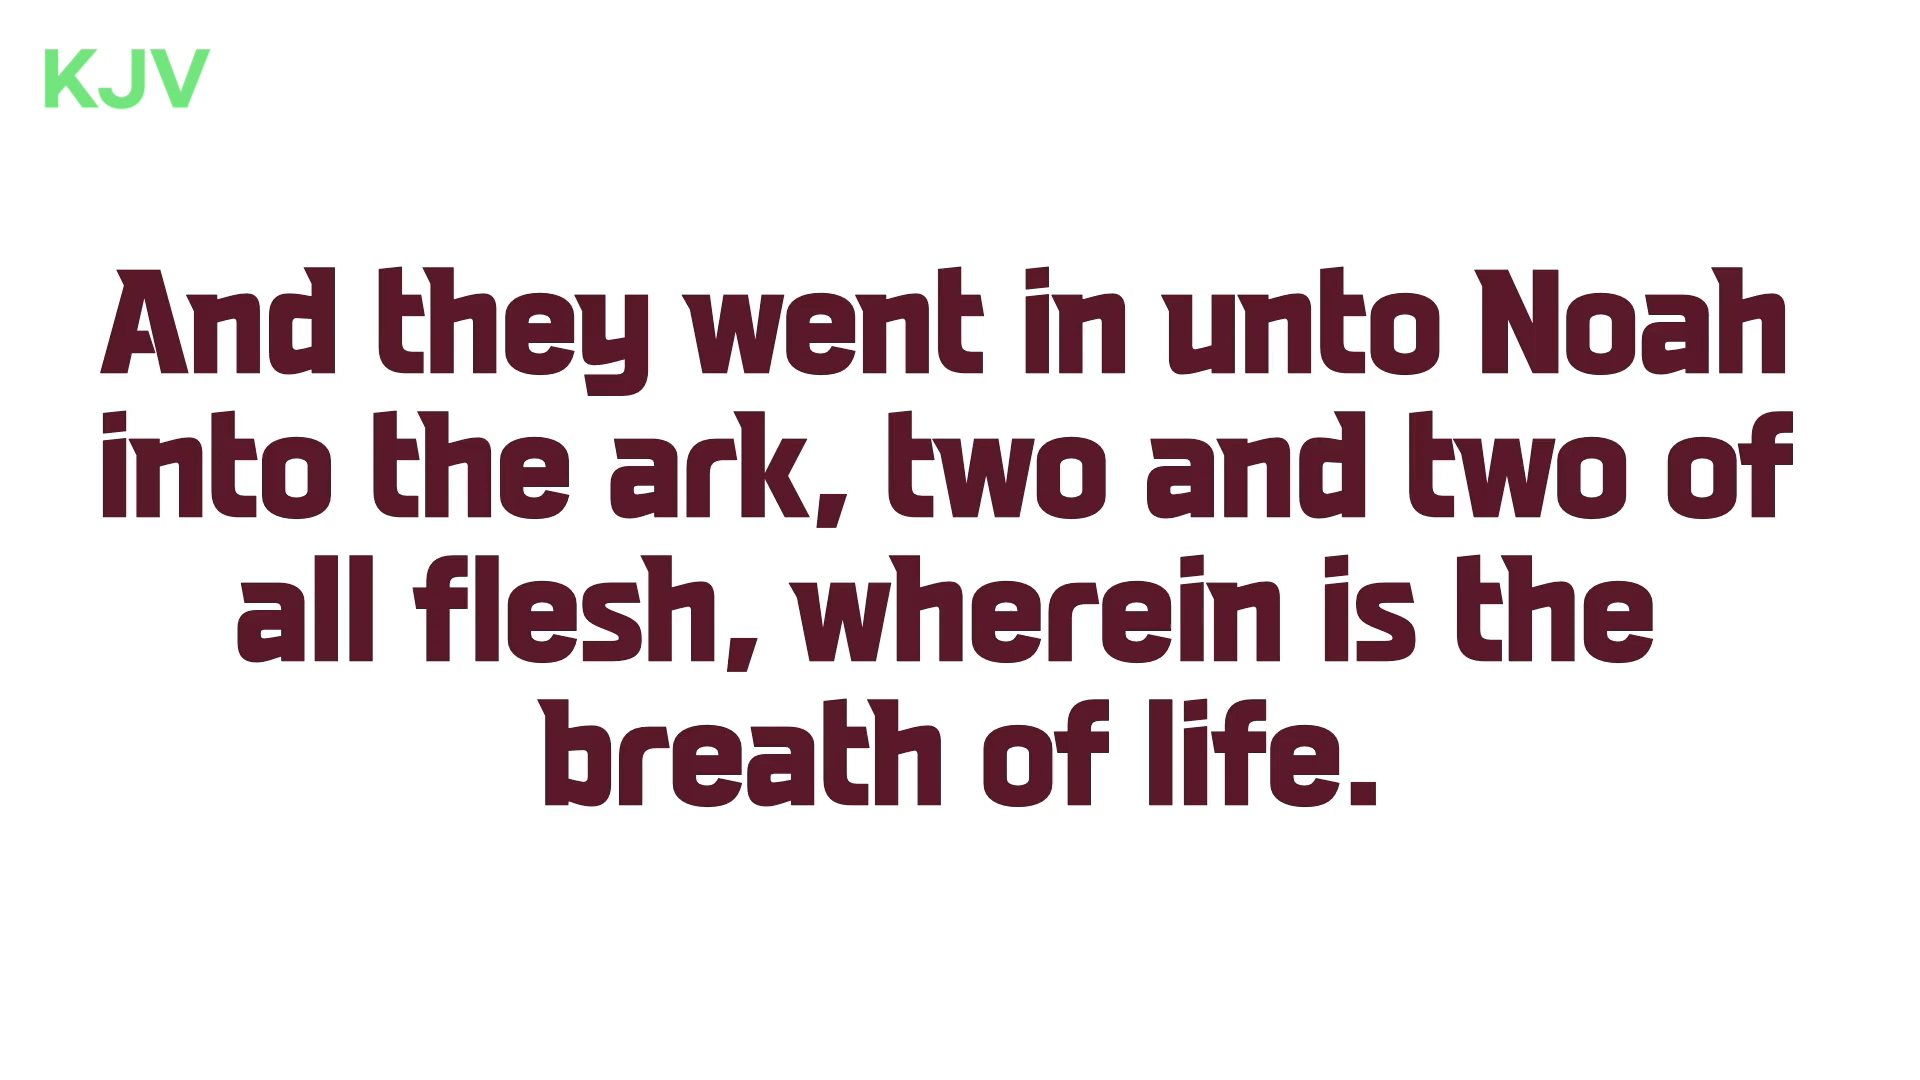 KJV
And they went in unto Noah
into the ark, two and two of
all flesh, wherein is the
breath of life.